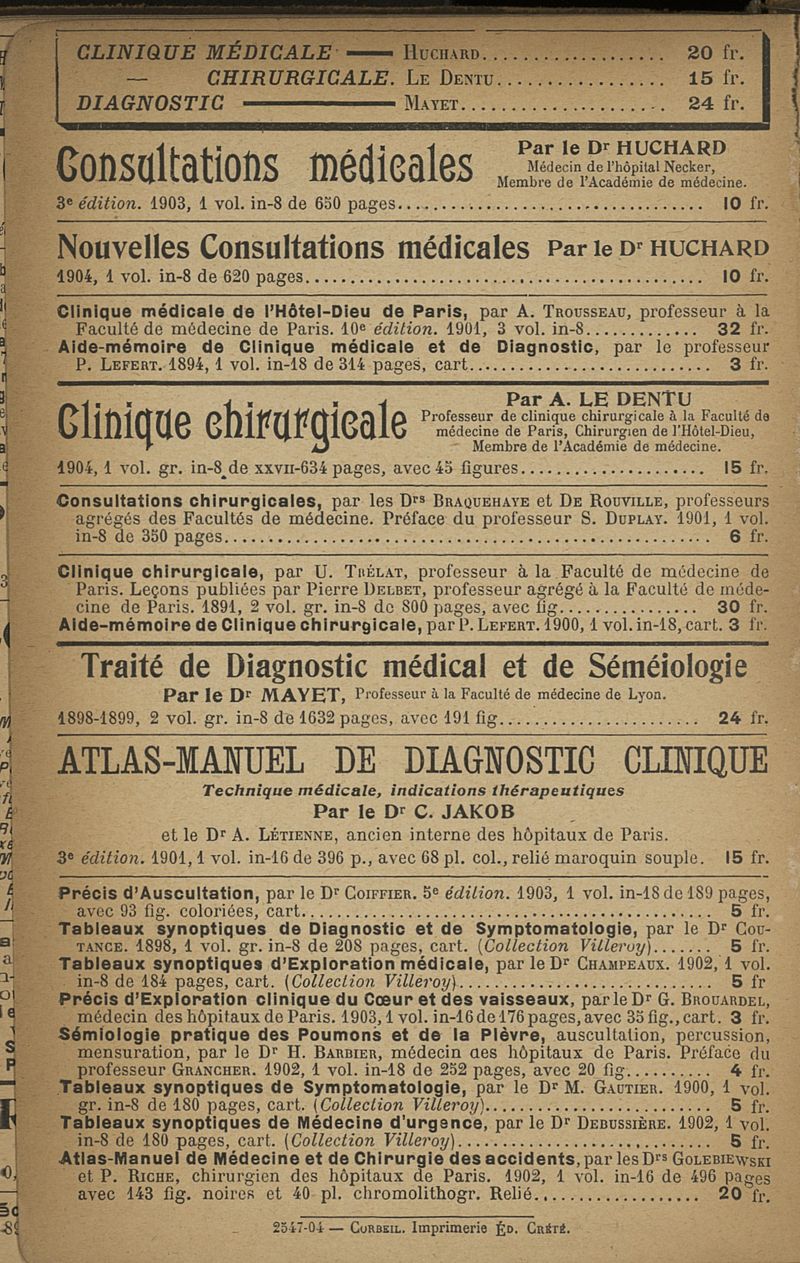 CLINIQUE MÉDICALE — HUCHARD.................... 20 fr.
— CHIRURGICALE. LE DENTU.................. 15 fr.
DIAGNOSTIC — MAYET...................... 24 fr.
Consultations médicales
Par le Dr HUCHARD
Médecin de l'hôpital Necker,
Membre de l'Académie de médecine.
3e édition. 1903, 1 vol. in-8 de 650 pages.................................. 10 fr.
Nouvelles Consultations médicales Par le Dr HUCHARD
1904, 1 vol. in-8 de 620 pages............................................. 10 fr.
Clinique médicale de l'Hôtel-Dieu de Paris, par A. TROUSSEAU, professeur à la
Faculté de médecine de Paris. 10e édition. 1901, 3 vol. in-8............. 32 fr.
Aide-mémoire de Clinique médicale et de Diagnostic, par le professeur
P. LEFERT. 1894, 1 vol. in-18 de 314 pages, cart............................ 3 fr.
Clinique chirurgicale
Par A. LE DENTU
Professeur de clinique chirurgicale à la Faculté de
médecine de Paris, Chirurgien de l'Hôtel-Dieu,
Membre de l'Académie de médecine.
1904, 1 vol. gr. in-8 de XXVII-634 pages, avec 45 figures..................... 15 fr.
Consultations chirurgicales, par les Drs BRAQUEHAYE et DE ROUVILLE, professeurs
agrégés des Facultés de médecine. Préface du professeur S. DUPLAY. 1901, 1 vol.
in-8 de 350 pages...................................................... 6 fr.
Clinique chirurgicale, par U. TRÉLAT, professeur à la Faculté de médecine de
Paris. Leçons publiées par Pierre DELBET, professeur agrégé à la Faculté de méde-
cine de Paris. 1891, 2 vol. gr. in-8 de 800 pages, avec fig................ 30 fr.
Aide-mémoire de Clinique chirurgicale, par P. LEFERT. 1900, 1 vol. in-18, cart. 3 fr.
Traité de Diagnostic médical et de Séméiologie
Par le Dr MAYET, Professeur à la Faculté de médecine de Lyon.
1898-1899, 2 vol. gr. in-8 de 1632 pages, avec 191 fig....................... 24 fr.
ATLAS-MANUEL DE DIAGNOSTIC CLINIQUE
Technique médicale, indications thérapeutiques
Par le Dr C. JAKOB
et le Dr A. LÉTIENNE, ancien interne des hôpitaux de Paris.
3e édition. 1901, 1 vol. in-16 de 396 p., avec 68 pl. col., relié maroquin souple. 15 fr.
Précis d'Auscultation, par le Dr COIFFIER. 5e édition. 1903, 1 vol. in-18 de 189 pages,
avec 93 fig. coloriées, cart............................................. 5 fr.
Tableaux synoptiques de Diagnostic et de Symptomatologie, par le Dr COU-
TANCE. 1898, 1 vol. gr. in-8 de 208 pages, cart. (Collection Villeroy)....... 5 fr.
Tableaux synoptiques d'Exploration médicale, par le Dr CHAMPEAUX. 1902, 1 vol.
in-8 de 184 pages, cart. (Collection Villeroy).............................. 5 fr
Précis d'Exploration clinique du Cœur et des vaisseaux, par le Dr G. BROUARDEL,
médecin des hôpitaux de Paris. 1903, 1 vol. in-16 de 176 pages, avec 35 fig., cart. 3 fr.
Sémiologie pratique des Poumons et de la Plèvre, auscultation, percussion,
mensuration, par le Dr H. BARBIER, médecin des hôpitaux de Paris. Préface du
professeur GRANCHER. 1902, 1 vol. in-18 de 252 pages, avec 20 fig.......... 4 fr.
Tableaux synoptiques de Symptomatologie, par le Dr M. GAUTIER. 1900, 1 vol.
gr. in-8 de 180 pages, cart. (Collection Villeroy).......................... 5 fr.
Tableaux synoptiques de Médecine d'urgence, par le Dr DEBUSSIÈRE. 1902, 1 vol.
in-8 de 180 pages, cart. (Collection Villeroy)............................. 5 fr.
Atlas-Manuel de Médecine et de Chirurgie des accidents, par les Drs GOLEBIEWSKI
et P. RICHE, chirurgien des hôpitaux de Paris. 1902, 1 vol. in-16 de 496 pages
avec 143 fig. noires et 40 pl. chromolithogr. Relié.................... 20 fr.
2547-04 — CORBEIL. Imprimerie ÉD. CRÉTÉ.